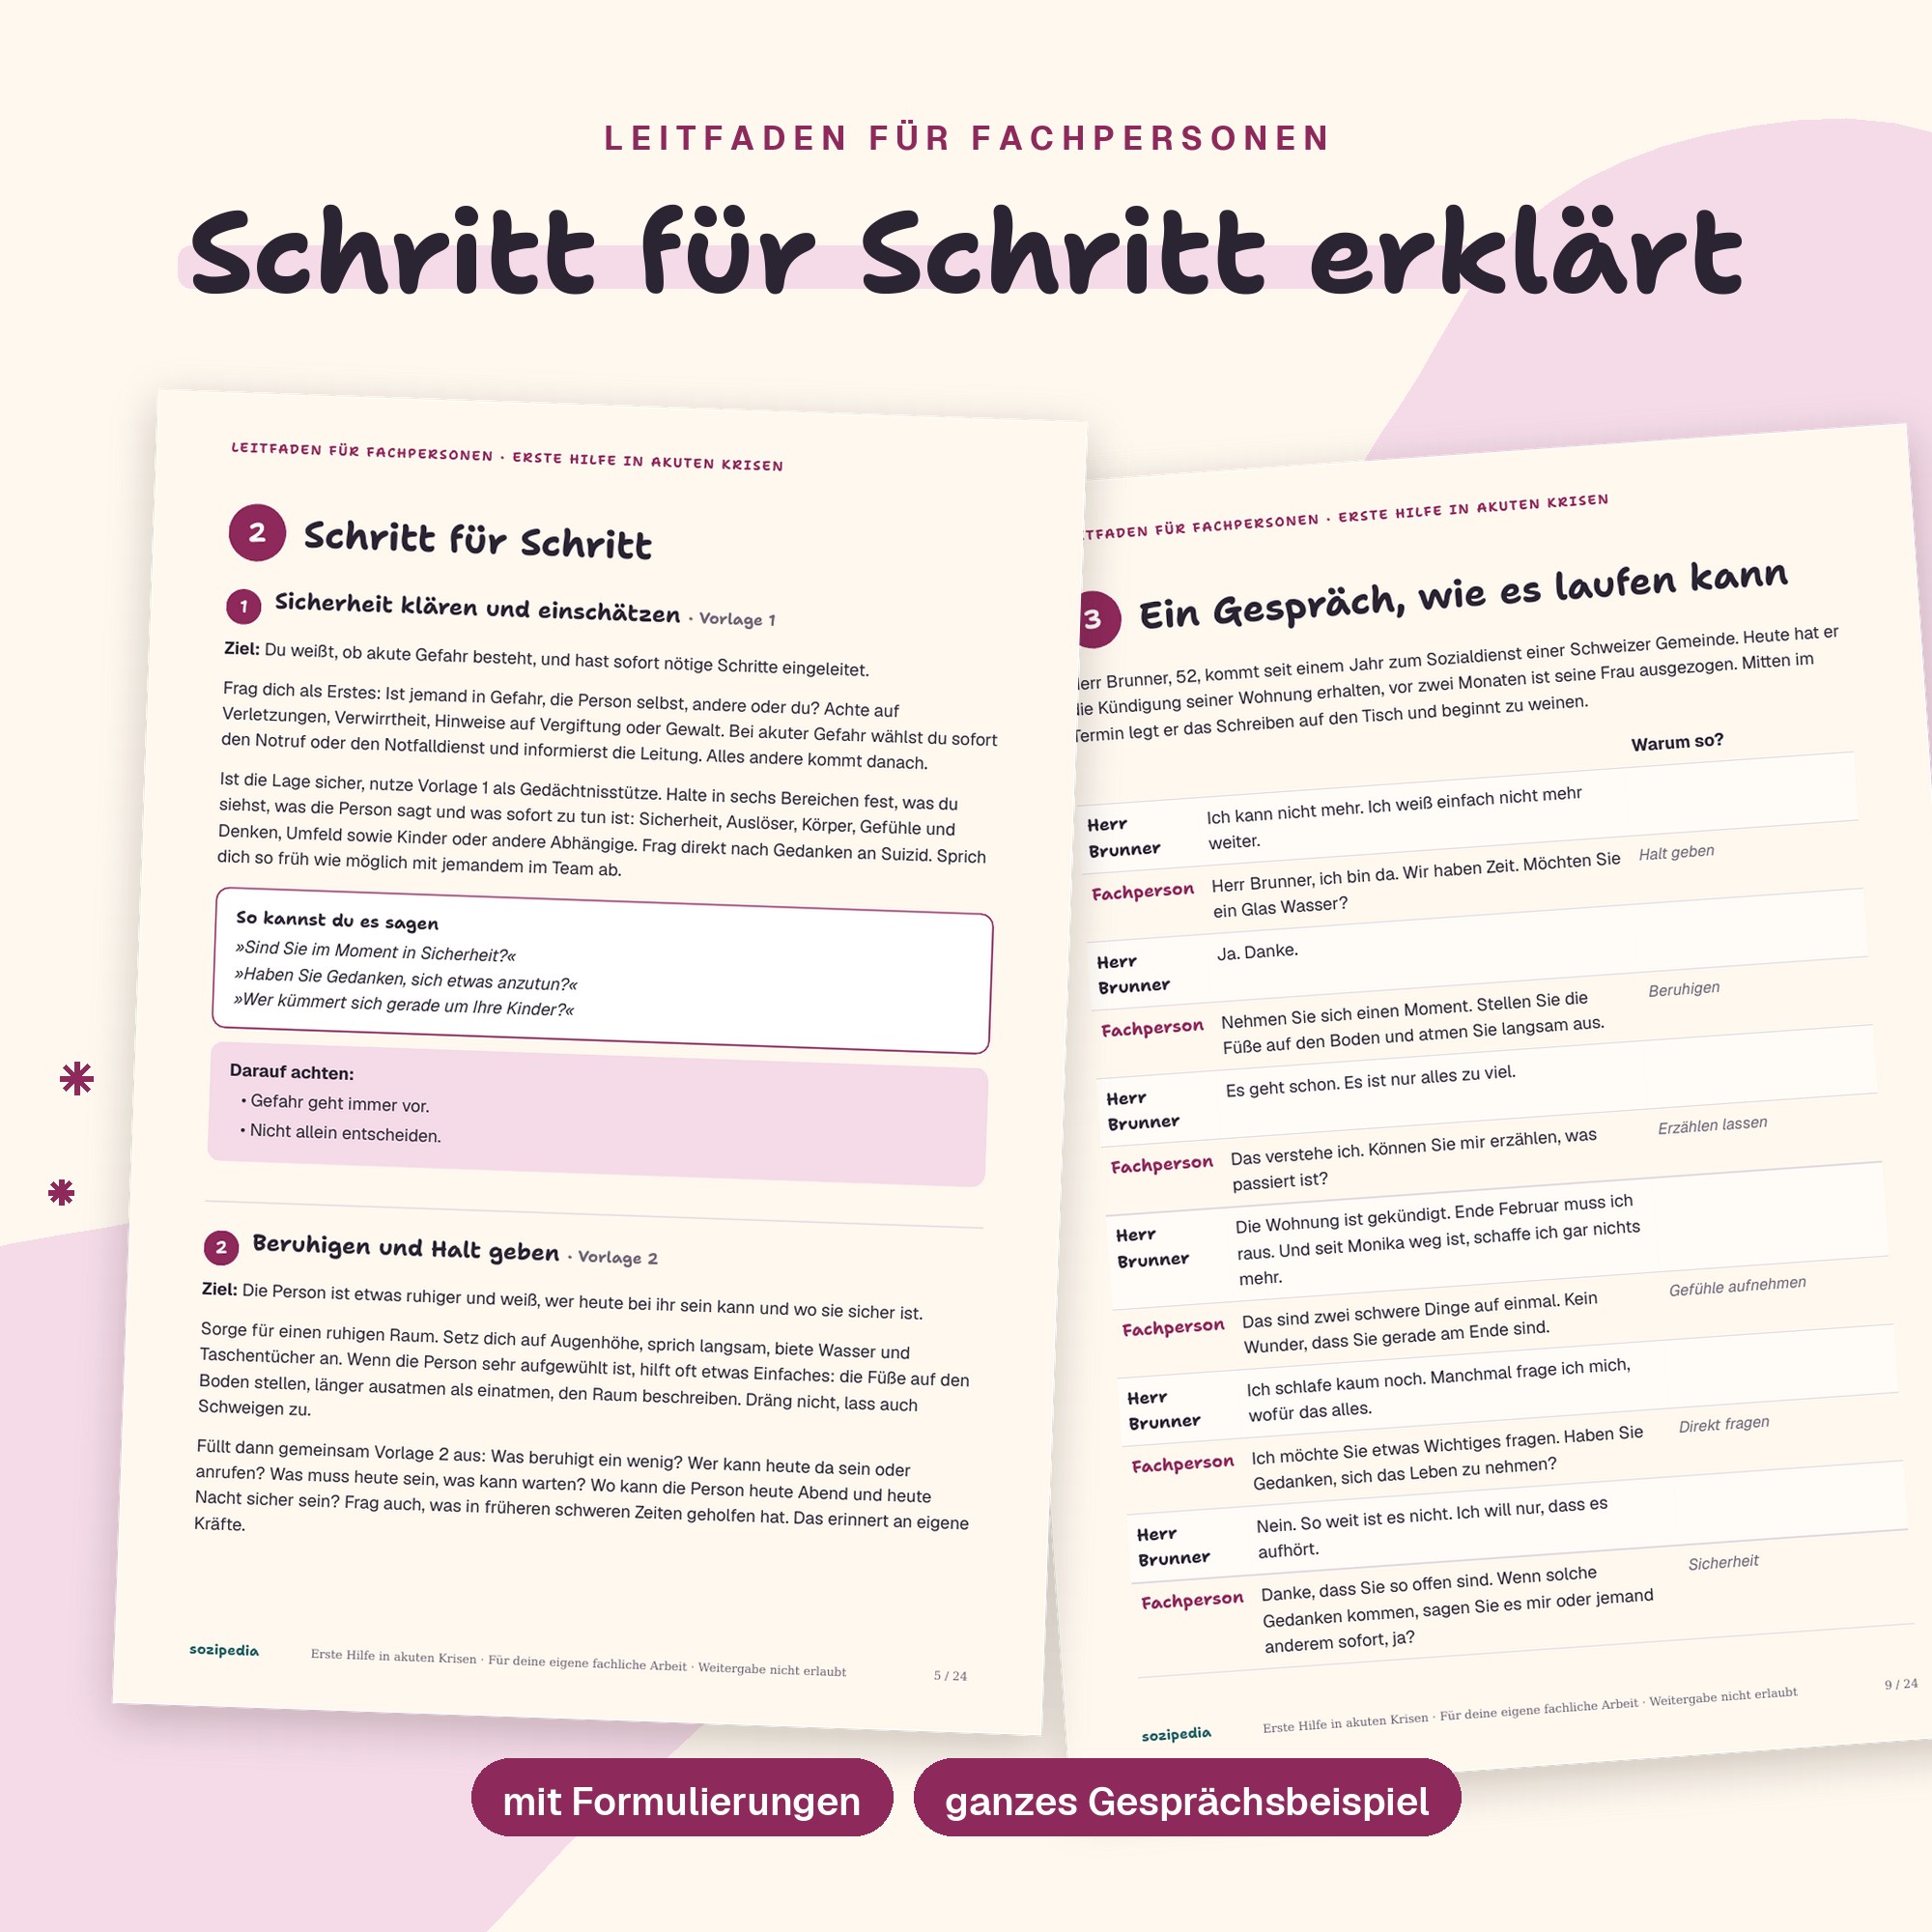 LEITFADEN FÜR FACHPERSONEN
Schritt für Schritt erklärt
LEITFADEN FÜR FACHPERSONEN · ERSTE HILFE IN AKUTEN KRISEN
2 Schritt für Schritt
1 Sicherheit klären und einschätzen · Vorlage 1
Ziel: Du weißt, ob akute Gefahr besteht, und hast sofort nötige Schritte eingeleitet.
Frag dich als Erstes: Ist jemand in Gefahr, die Person selbst, andere oder du? Achte auf
Verletzungen, Verwirrtheit, Hinweise auf Vergiftung oder Gewalt. Bei akuter Gefahr wählst du sofort
den Notruf oder den Notfalldienst und informierst die Leitung. Alles andere kommt danach.
Ist die Lage sicher, nutze Vorlage 1 als Gedächtnisstütze. Halte in sechs Bereichen fest, was du
siehst, was die Person sagt und was sofort zu tun ist: Sicherheit, Auslöser, Körper, Gefühle und
Denken, Umfeld sowie Kinder oder andere Abhängige. Frag direkt nach Gedanken an Suizid. Sprich
dich so früh wie möglich mit jemandem im Team ab.
So kannst du es sagen
»Sind Sie im Moment in Sicherheit?«
»Haben Sie Gedanken, sich etwas anzutun?«
»Wer kümmert sich gerade um Ihre Kinder?«
Darauf achten:
• Gefahr geht immer vor.
• Nicht allein entscheiden.
2 Beruhigen und Halt geben · Vorlage 2
Ziel: Die Person ist etwas ruhiger und weiß, wer heute bei ihr sein kann und wo sie sicher ist.
Sorge für einen ruhigen Raum. Setz dich auf Augenhöhe, sprich langsam, biete Wasser und
Taschentücher an. Wenn die Person sehr aufgewühlt ist, hilft oft etwas Einfaches: die Füße auf den
Boden stellen, länger ausatmen als einatmen, den Raum beschreiben. Dräng nicht, lass auch
Schweigen zu.
Füllt dann gemeinsam Vorlage 2 aus: Was beruhigt ein wenig? Wer kann heute da sein oder
anrufen? Was muss heute sein, was kann warten? Wo kann die Person heute Abend und heute
Nacht sicher sein? Frag auch, was in früheren schweren Zeiten geholfen hat. Das erinnert an eigene
Kräfte.
sozipedia Erste Hilfe in akuten Krisen · Für deine eigene fachliche Arbeit · Weitergabe nicht erlaubt 5 / 24
FÜR FACHPERSONEN · ERSTE HILFE IN AKUTEN KRISEN
3 Ein Gespräch, wie es laufen kann
Brunner, 52, kommt seit einem Jahr zum Sozialdienst einer Schweizer Gemeinde. Heute hat er
die Kündigung seiner Wohnung erhalten, vor zwei Monaten ist seine Frau ausgezogen. Mitten im
Termin legt er das Schreiben auf den Tisch und beginnt zu weinen.
Warum so?
Herr Brunner Ich kann nicht mehr. Ich weiß einfach nicht mehr
weiter.
Fachperson Herr Brunner, ich bin da. Wir haben Zeit. Möchten Sie Halt geben
ein Glas Wasser?
Herr Brunner Ja. Danke.
Fachperson Nehmen Sie sich einen Moment. Stellen Sie die Beruhigen
Füße auf den Boden und atmen Sie langsam aus.
Herr Brunner Es geht schon. Es ist nur alles zu viel.
Fachperson Das verstehe ich. Können Sie mir erzählen, was Erzählen lassen
passiert ist?
Herr Brunner Die Wohnung ist gekündigt. Ende Februar muss ich
raus. Und seit Monika weg ist, schaffe ich gar nichts
mehr.
Fachperson Das sind zwei schwere Dinge auf einmal. Kein Gefühle aufnehmen
Wunder, dass Sie gerade am Ende sind.
Herr Brunner Ich schlafe kaum noch. Manchmal frage ich mich,
wofür das alles.
Fachperson Ich möchte Sie etwas Wichtiges fragen. Haben Sie Direkt fragen
Gedanken, sich das Leben zu nehmen?
Herr Brunner Nein. So weit ist es nicht. Ich will nur, dass es
aufhört.
Fachperson Danke, dass Sie so offen sind. Wenn solche Sicherheit
Gedanken kommen, sagen Sie es mir oder jemand
anderem sofort, ja?
sozipedia Erste Hilfe in akuten Krisen · Für deine eigene fachliche Arbeit · Weitergabe nicht erlaubt 9 / 24
mit Formulierungen
ganzes Gesprächsbeispiel